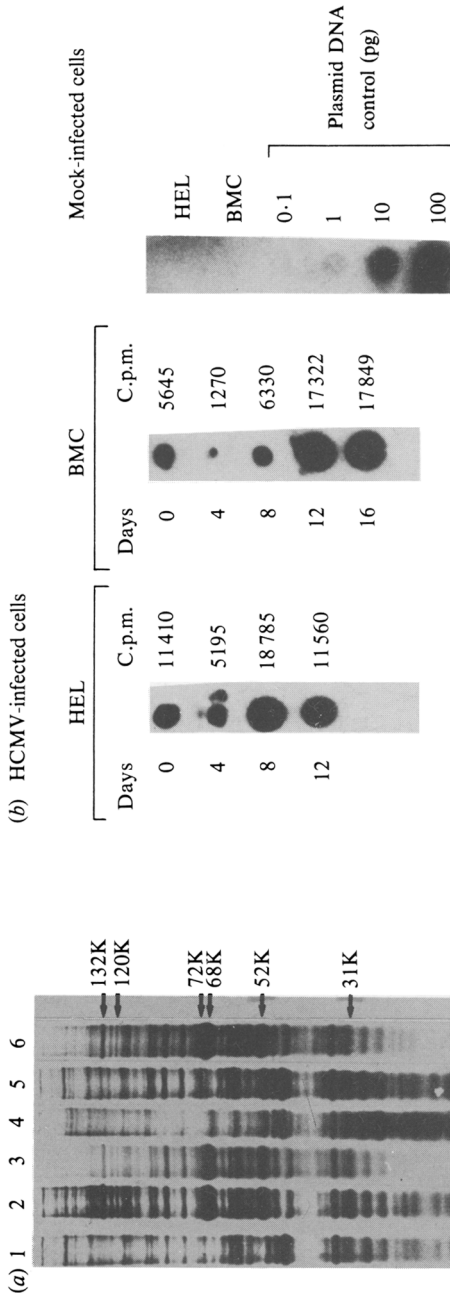 (a) 1 2 3 4 5 6
132K
120K
72K
68K
52K
31K
(b) HCMV-infected cells
HEL
Days C.p.m.
0 11410
4 5195
8 18785
12 11560
BMC
Days C.p.m.
0 5645
4 1270
8 6330
12 17322
16 17849
Mock-infected cells
HEL
BMC
0·1
1
10
100
Plasmid DNA
control (pg)